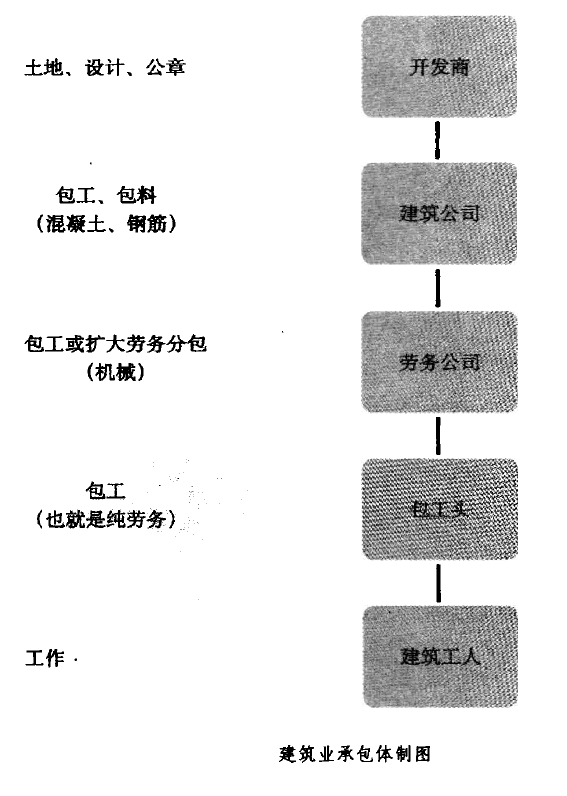 土地、设计、公章
开发商
包工、包料
（混凝土、钢筋）
建筑公司
包工或扩大劳务分包
（机械）
劳务公司
包工
（也就是纯劳务）
包工头
工作
建筑工人
建筑业承包体制图